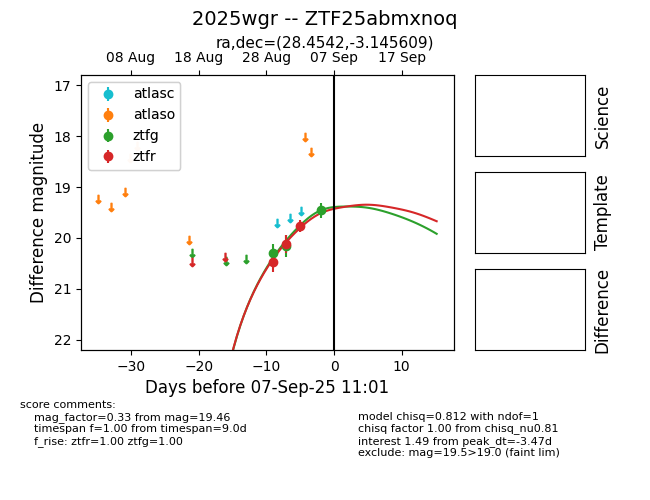 2025wgr -- ZTF25abmxnoq
ra,dec=(28.4542,-3.145609)
08 Aug 18 Aug 28 Aug 07 Sep 17 Sep
atlasc
atlaso
ztfg
ztfr
17
18
19
20
21
22
Difference magnitude
−30 −20 −10 0 10
Days before 07-Sep-25 11:01
Science
Template
Difference
score comments:
mag_factor=0.33 from mag=19.46
timespan f=1.00 from timespan=9.0d
f_rise: ztfr=1.00 ztfg=1.00
model chisq=0.812 with ndof=1
chisq factor 1.00 from chisq_nu0.81
interest 1.49 from peak_dt=-3.47d
exclude: mag=19.5>19.0 (faint lim)